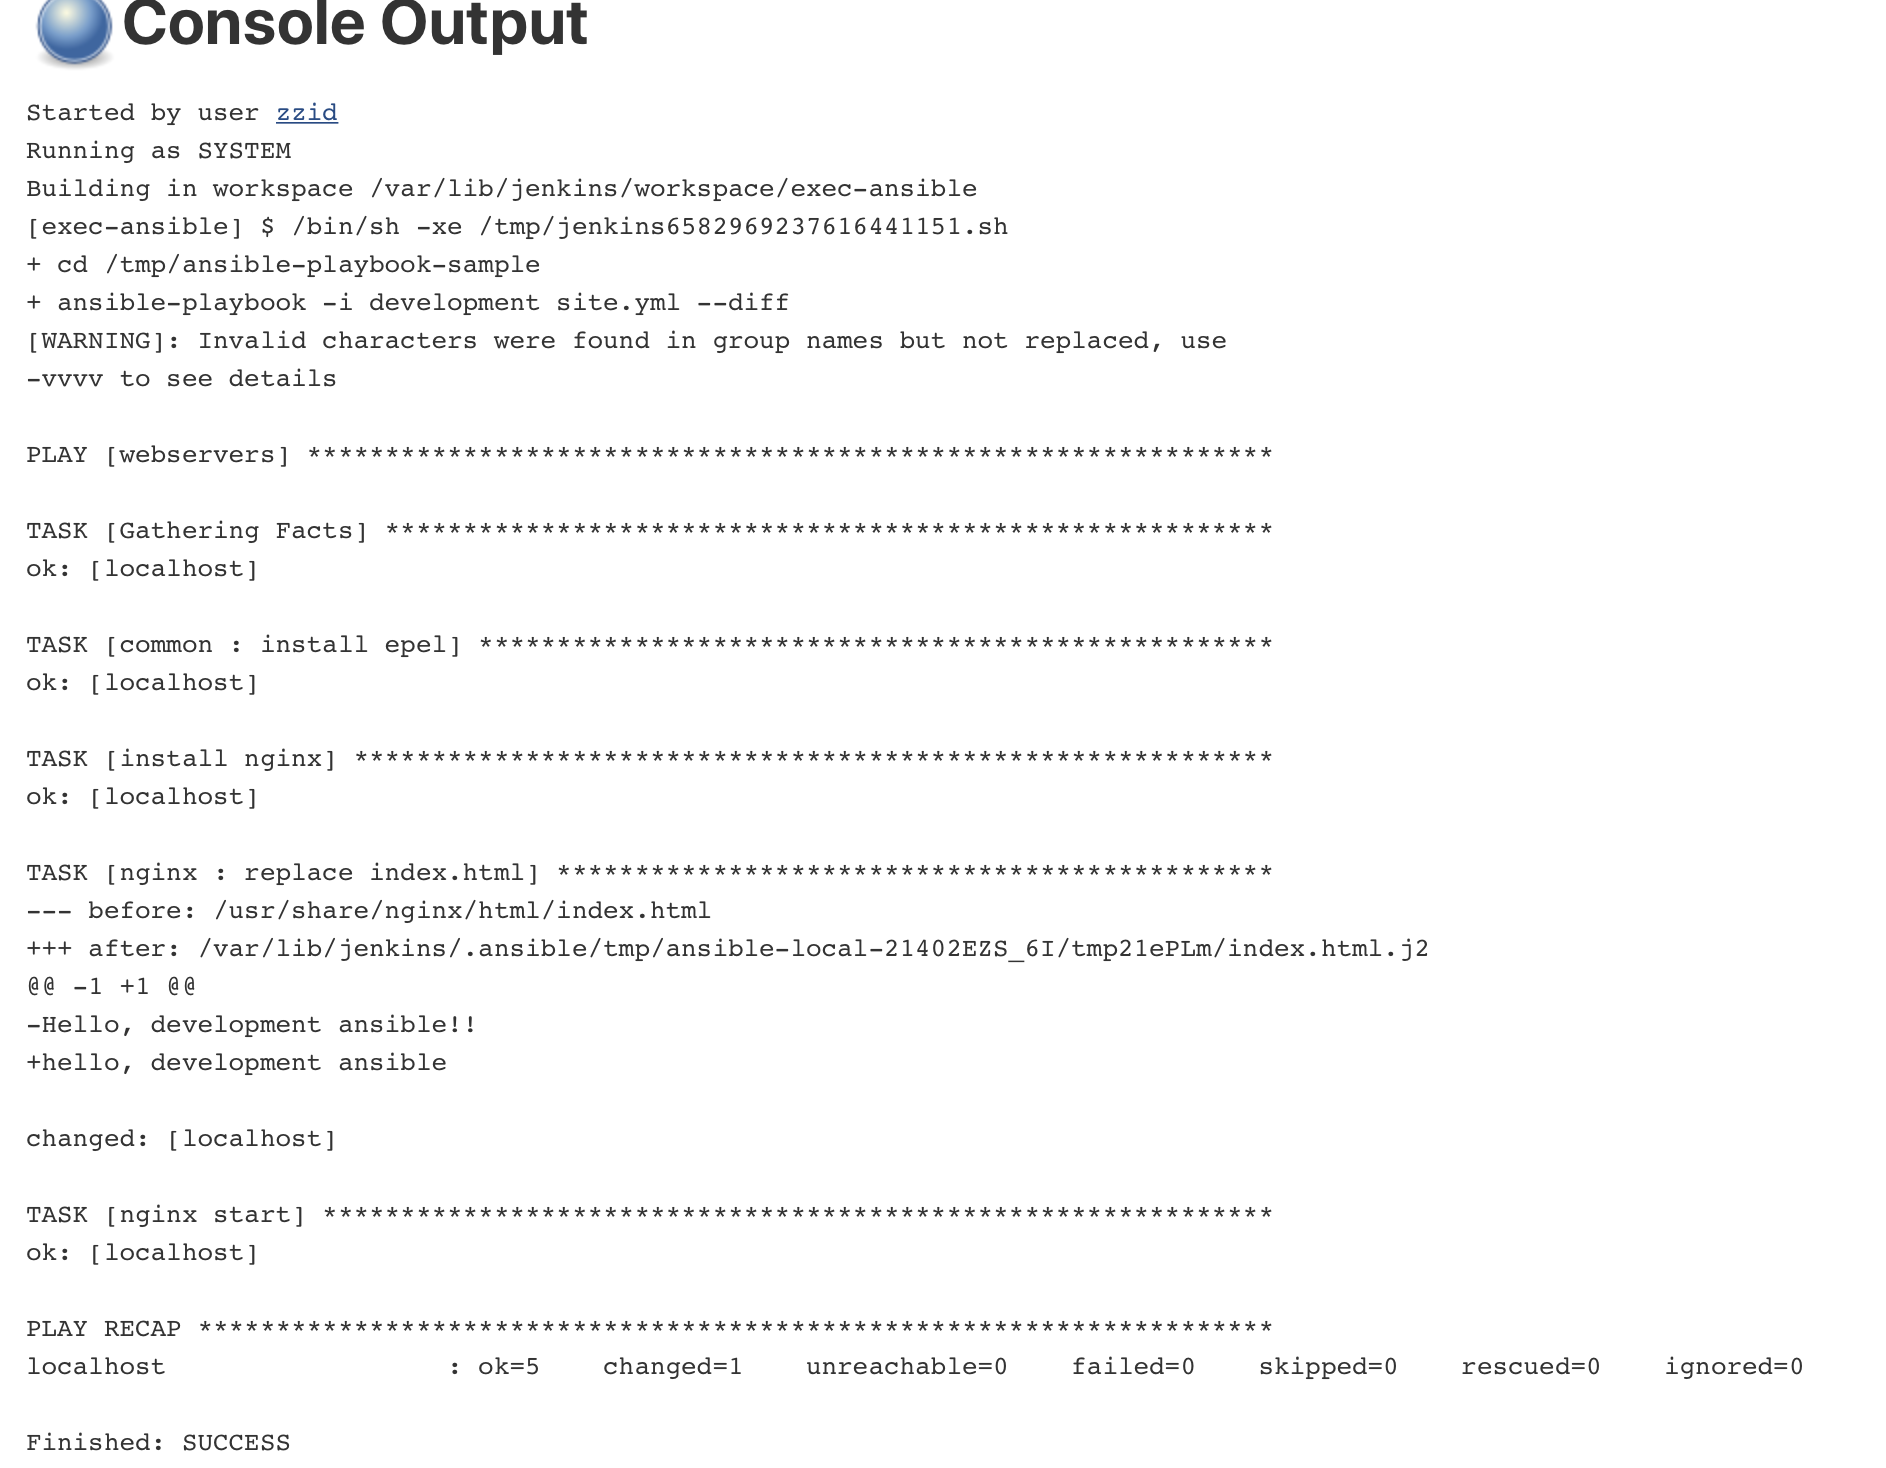 Console Output
Started by user zzid
Running as SYSTEM
Building in workspace /var/lib/jenkins/workspace/exec-ansible
[exec-ansible] $ /bin/sh -xe /tmp/jenkins6582969237616441151.sh
+ cd /tmp/ansible-playbook-sample
+ ansible-playbook -i development site.yml --diff
[WARNING]: Invalid characters were found in group names but not replaced, use
-vvvv to see details
PLAY [webservers] **************************************************************
TASK [Gathering Facts] *********************************************************
ok: [localhost]
TASK [common : install epel] ***************************************************
ok: [localhost]
TASK [install nginx] ***********************************************************
ok: [localhost]
TASK [nginx : replace index.html] **********************************************
--- before: /usr/share/nginx/html/index.html
+++ after: /var/lib/jenkins/.ansible/tmp/ansible-local-21402EZS_6I/tmp21ePLm/index.html.j2
@@ -1 +1 @@
-Hello, development ansible!!
+hello, development ansible
changed: [localhost]
TASK [nginx start] *************************************************************
ok: [localhost]
PLAY RECAP *********************************************************************
localhost                  : ok=5    changed=1    unreachable=0    failed=0    skipped=0    rescued=0    ignored=0
Finished: SUCCESS